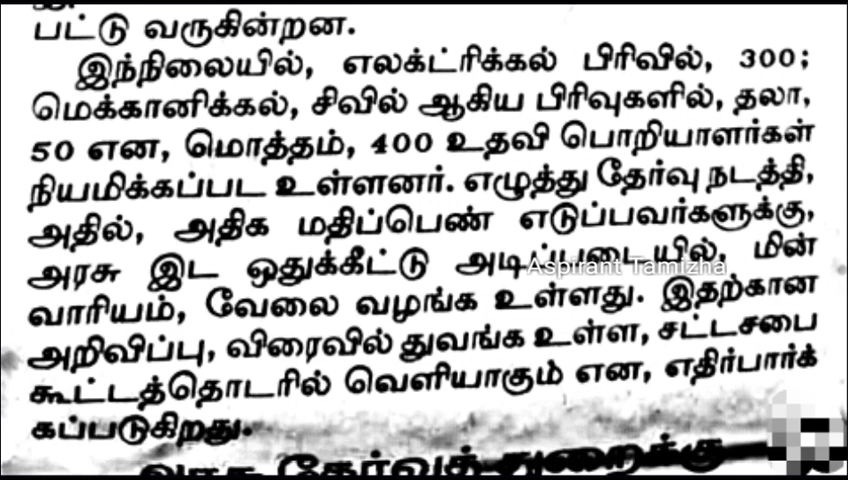 பட்டு வருகின்றன.
இந்நிலையில், எலக்ட்ரிக்கல் பிரிவில், 300;
மெக்கானிக்கல், சிவில் ஆகிய பிரிவுகளில், தலா,
50 என, மொத்தம், 400 உதவி பொறியாளர்கள்
நியமிக்கப்பட உள்ளனர். எழுத்து தேர்வு நடத்தி,
அதில், அதிக மதிப்பெண் எடுப்பவர்களுக்கு,
அரசு இட ஒதுக்கீட்டு அடிப்படையில், மின்
Aspirant Tamizha
வாரியம், வேலை வழங்க உள்ளது. இதற்கான
அறிவிப்பு, விரைவில் துவங்க உள்ள, சட்டசபை
கூட்டத்தொடரில் வெளியாகும் என, எதிர்பார்க்
கப்படுகிறது.